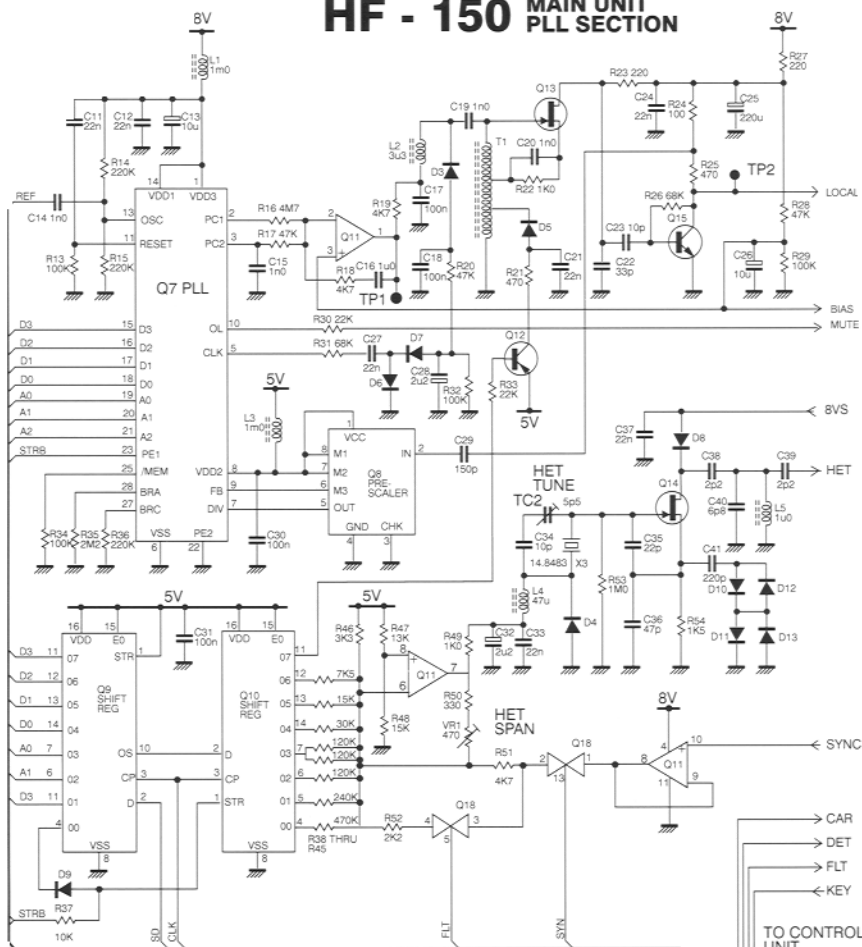 HF - 150 MAIN UNIT
PLL SECTION
8V
L1
1m0
C11
22n
C12
22n
C13
10u
R14
220K
14
1
VDD1
VDD3
REF
C14 1n0
13
OSC
11
RESET
R13
100K
R15
220K
PC1
2
PC2
3
Q7 PLL
R16 4M7
R17 47K
C15
1n0
2
3
Q11
1
R18
4K7
C16 1u0
TP1
R19
4K7
L2
3u3
C17
100n
C18
100n
D3
R20
47K
C19 1n0
T1
Q13
C20 1n0
R22 1K0
D5
R21
470
C21
22n
R23 220
C24
22n
R24
100
C25
220u
8V
R27
220
R25
470
TP2
R26 68K
Q15
C23 10p
C22
33p
R28
47K
C26
10u
R29
100K
LOCAL
BIAS
MUTE
D3
15
D3
D2
16
D2
D1
17
D1
D0
18
D0
A0
19
A0
A1
20
A1
A2
21
A2
STRB
23
PE1
25
/MEM
28
BRA
27
BRC
R34
100K
R35
2M2
R36
220K
VSS
6
PE2
22
OL
10
CLK
5
VDD2
8
FB
9
DIV
7
R30 22K
R31 68K
C27
22n
D7
D6
C28
2u2
R32
100K
R33
22K
Q12
5V
5V
L3
1m0
C30
100n
1
VCC
8
M1
7
M2
6
M3
5
OUT
Q8
PRE-
SCALER
IN
2
GND
CHK
4
3
C29
150p
8VS
C37
22n
D8
C38
2p2
C39
2p2
HET
HET
TUNE
TC2
5p5
Q14
C40
6p8
L5
1u0
C34
10p
14.8483
X3
C35
22p
C41
220p
D10
D12
D11
D13
L4
47u
R53
1M0
C36
47p
R54
1K5
D4
5V
5V
16
15
VDD
E0
STR
1
C31
100n
16
15
VDD
E0
D3
11
07
D2
12
06
D1
13
05
D0
14
04
A0
7
03
A1
6
02
D3
11
01
4
00
Q9
SHIFT
REG
OS
10
CP
3
D
2
VSS
8
D9
STRB
R37
10K
SD
CLK
Q10
SHIFT
REG
2
D
3
CP
1
STR
VSS
8
07
11
06
12
05
13
04
14
03
7
02
6
01
5
00
4
7K5
15K
30K
120K
120K
120K
240K
470K
R38 THRU
R45
R46
3K3
R47
13K
R48
15K
8
6
Q11
7
R49
1K0
C32
2u2
C33
22n
R50
330
VR1
470
HET
SPAN
R51
4K7
R52
2K2
4
Q18
3
5
2
Q18
1
13
8V
4
10
8
Q11
11
9
FLT
SYN
SYNC
CAR
DET
FLT
KEY
TO CONTROL
UNIT